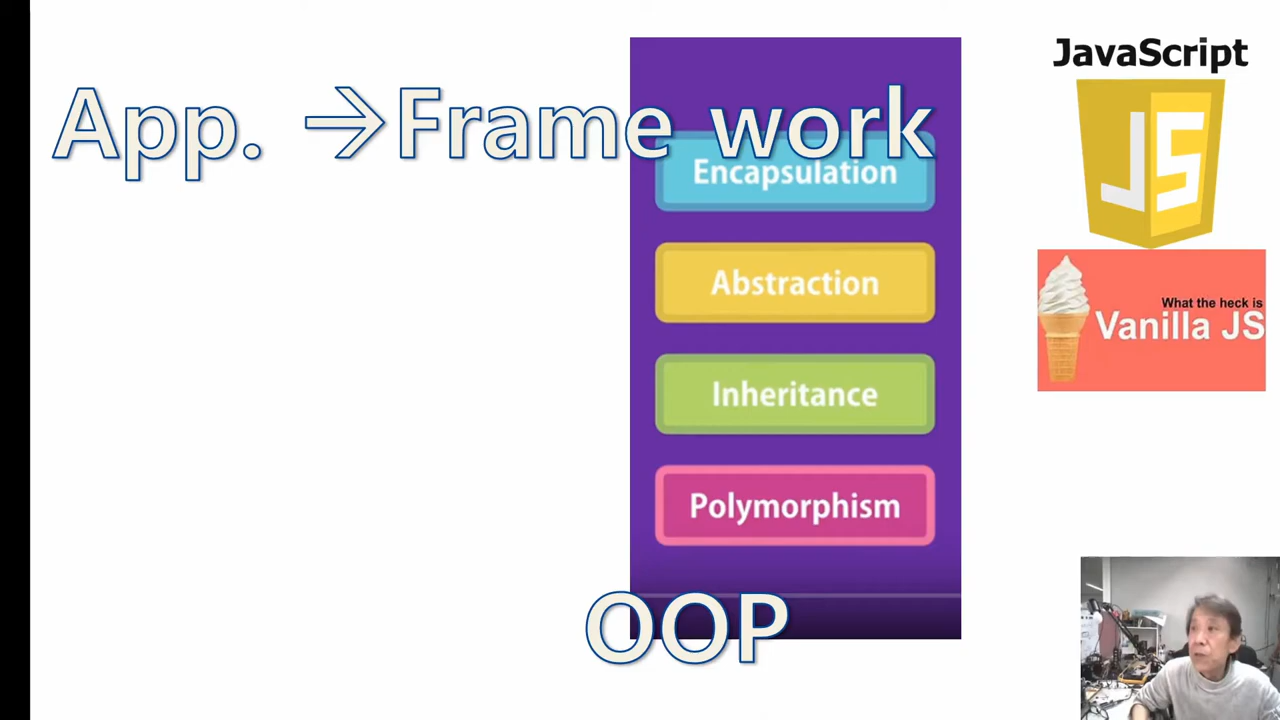 App. →Frame work
Encapsulation
Abstraction
Inheritance
Polymorphism
OOP
JavaScript
JS
What the heck is
Vanilla JS